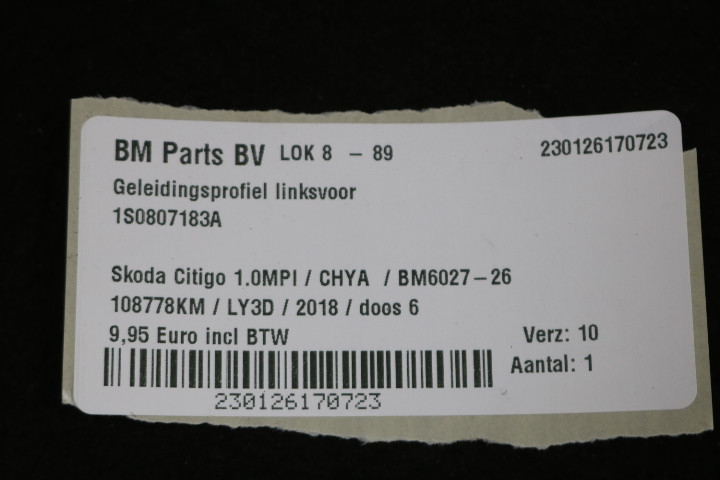 BM Parts BV LOK 8 - 89 230126170723
Geleidingsprofiel linksvoor
1S0807183A
Skoda Citigo 1.0MPI / CHYA / BM6027-26
108778KM / LY3D / 2018 / doos 6
9,95 Euro incl BTW Verz: 10
Aantal: 1
230126170723